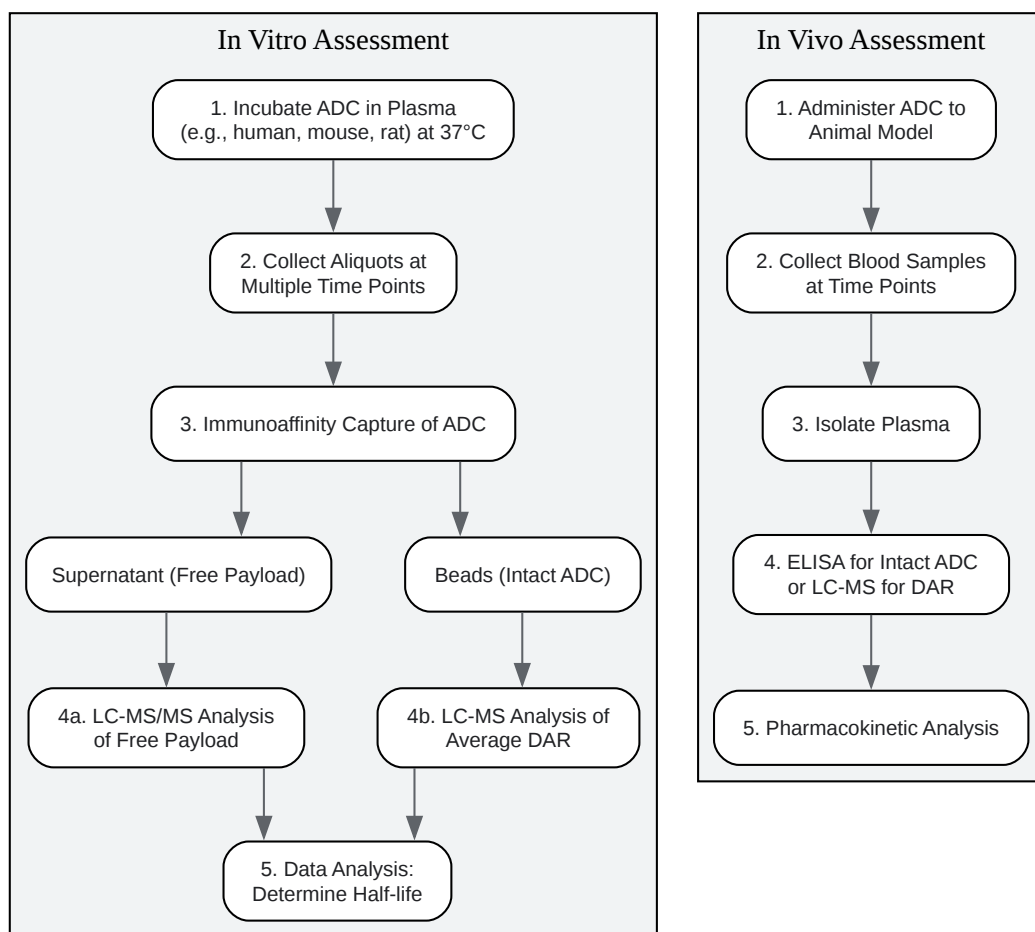 In Vitro Assessment
1. Incubate ADC in Plasma
(e.g., human, mouse, rat) at 37°C
2. Collect Aliquots at
Multiple Time Points
3. Immunoaffinity Capture of ADC
Supernatant (Free Payload)
Beads (Intact ADC)
4a. LC-MS/MS Analysis
of Free Payload
4b. LC-MS Analysis of
Average DAR
5. Data Analysis:
Determine Half-life
In Vivo Assessment
1. Administer ADC to
Animal Model
2. Collect Blood Samples
at Time Points
3. Isolate Plasma
4. ELISA for Intact ADC
or LC-MS for DAR
5. Pharmacokinetic Analysis